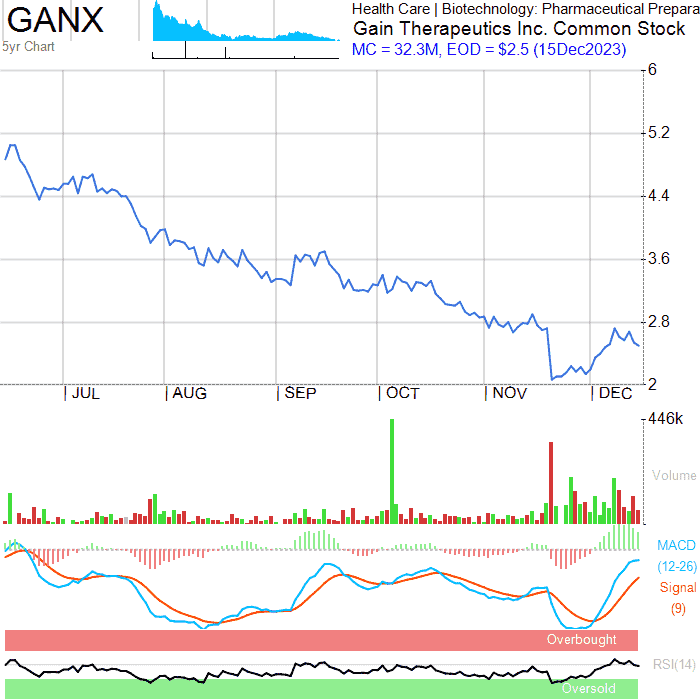 GANX
5yr Chart
Health Care | Biotechnology: Pharmaceutical Prepara
Gain Therapeutics Inc. Common Stock
MC = 32.3M, EOD = $2.5 (15Dec2023)
6
5.2
4.4
3.6
2.8
2
JUL
AUG
SEP
OCT
NOV
DEC
446k
Volume
MACD
(12-26)
Signal
(9)
Overbought
RSI(14)
Oversold